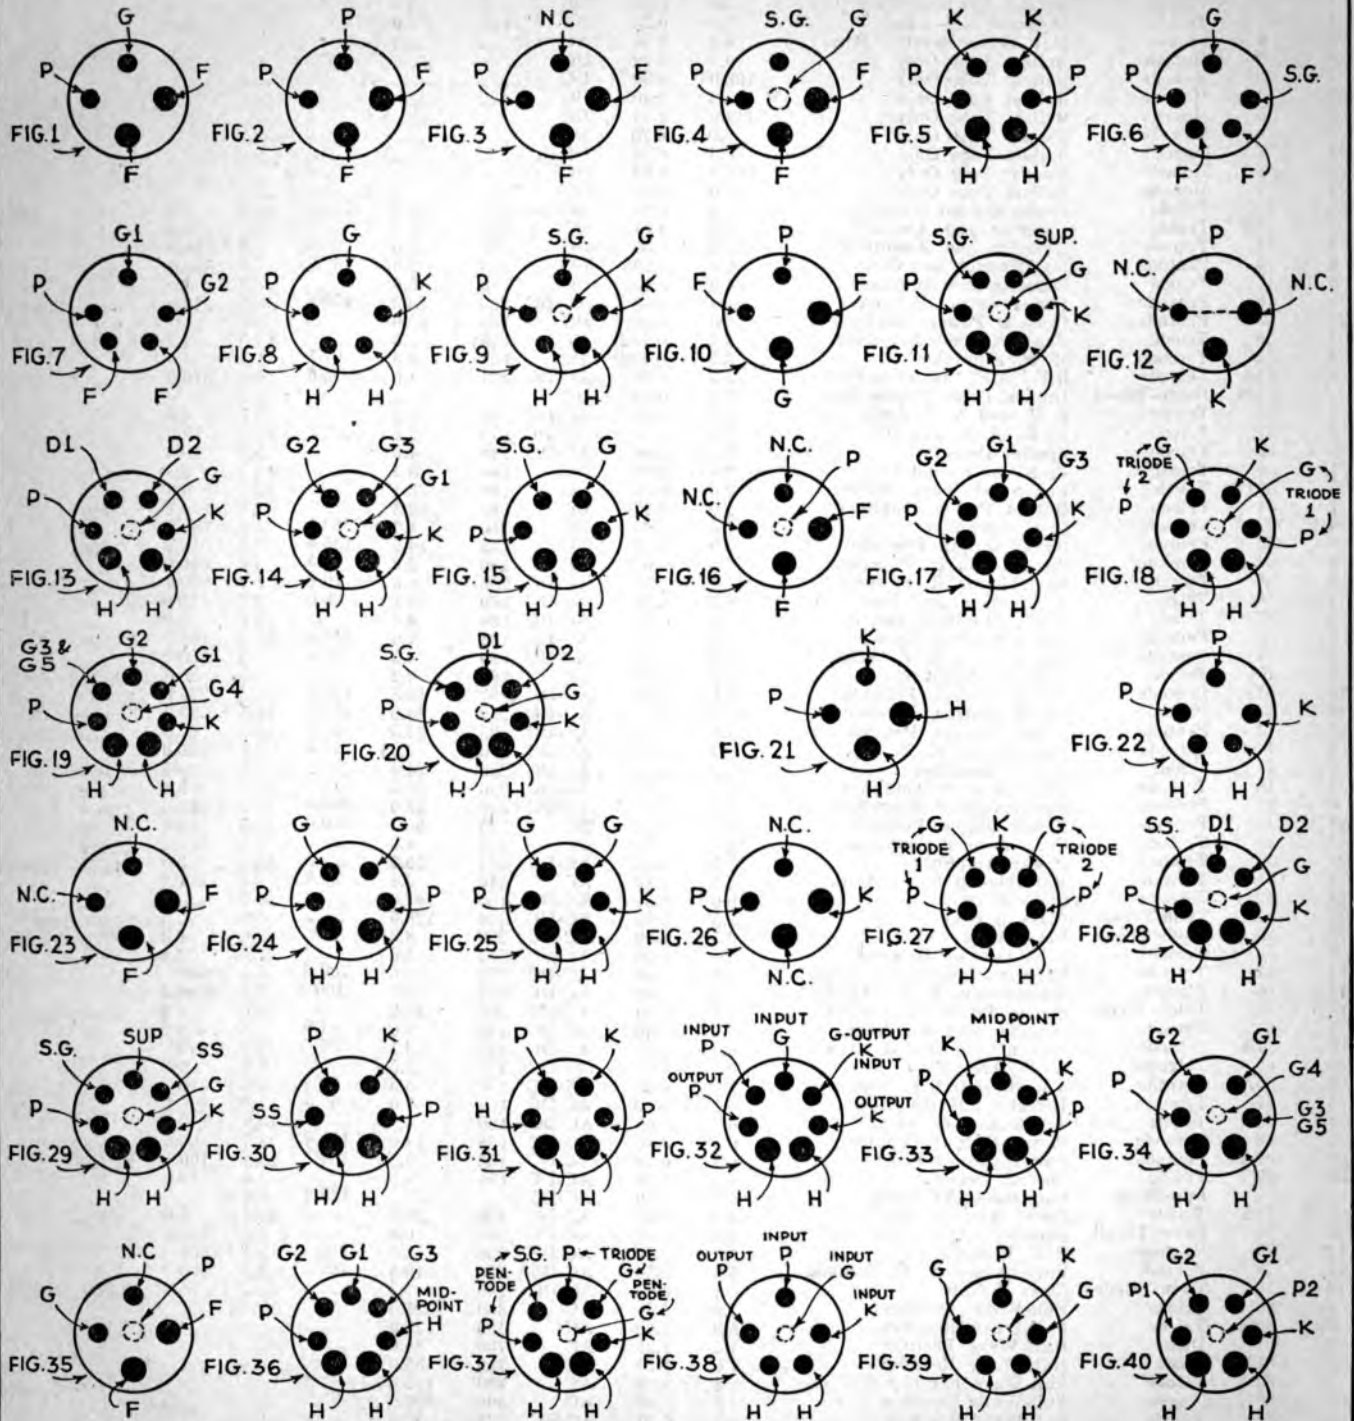 G P N.C S.G. G K K G
P F P F P F P F P P P S.G.
FIG.1 FIG.2 FIG.3 FIG.4 FIG.5 FIG.6
F F F F H H F F
G1 G S.G. G P S.G. SUP. P
P G2 P K P K F F P G K N.C. N.C.
FIG.7 FIG.8 FIG.9 FIG.10 FIG.11 FIG.12
F F H H H H G H H K
D1 D2 G2 G3 S.G. G N.C. P G1 G TRIODE 2 K
P G K P G1 K P K N.C. F G2 G3 P K P G TRIODE 1 P
FIG.13 FIG.14 FIG.15 FIG.16 FIG.17 FIG.18
H H H H H H F H H H H
G3 & G5 G2 G1 S.G. D1 D2 K P
P G4 K P G K P H P K
FIG.19 FIG.20 FIG.21 FIG.22
H H H H H H H
N.C. G G G G N.C. G K G S.S. D1 D2
N.C. F P P P K P K TRIODE 1 P TRIODE 2 P P G K
FIG.23 FIG.24 FIG.25 FIG.26 FIG.27 FIG.28
F H H H H N.C. H H H H
S.G. SUP SS P K P K INPUT P INPUT G G-OUTPUT K INPUT MIDPOINT H G2 G1
P G K SS P H P OUTPUT P OUTPUT K K P K P P G4 G3 G5
FIG.29 FIG.30 FIG.31 FIG.32 FIG.33 FIG.34
H H H H H H H H H H H H
N.C P G2 G1 G3 S.G. P TRIODE G INPUT P INPUT G P K G2 G1
G F P MID-POINT H PEN-TODE P PEN-TODE G K OUTPUT P INPUT K G G P1 P2 K
FIG.35 FIG.36 FIG.37 FIG.38 FIG.39 FIG.40
F H H H H H H H H H H